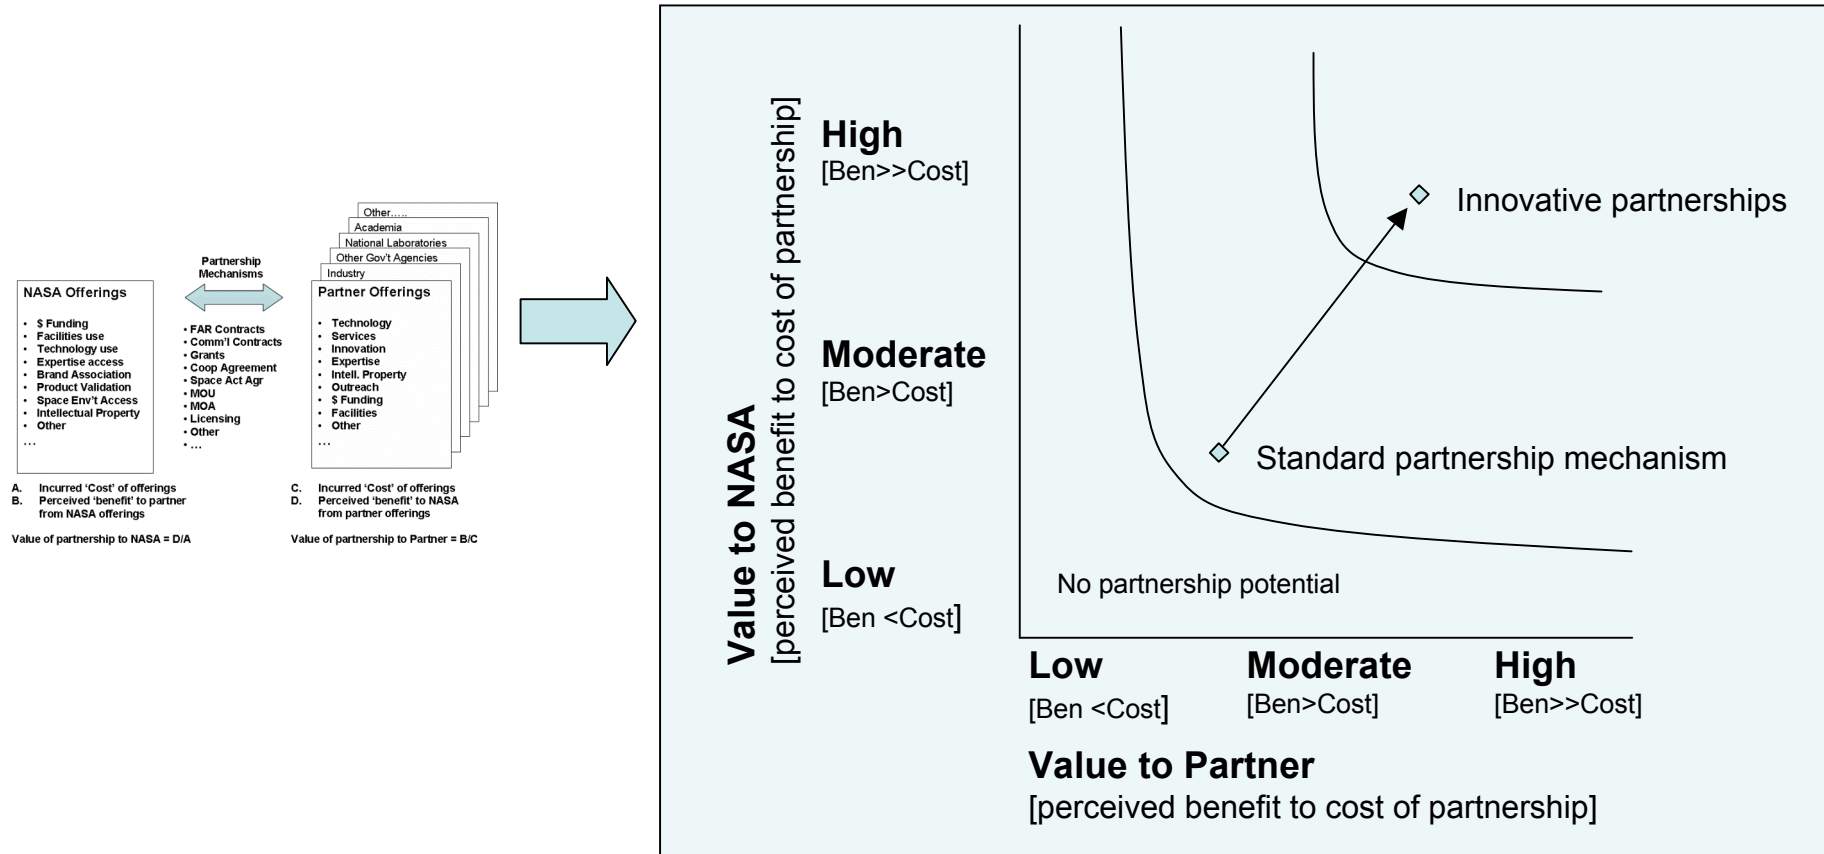 Other.....
Academia
National Laboratories
Other Gov't Agencies
Industry
Partnership
Mechanisms
NASA Offerings
• $ Funding
• Facilities use
• Technology use
• Expertise access
• Brand Association
• Product Validation
• Space Env't Access
• Intellectual Property
• Other
…
• FAR Contracts
• Comm'l Contracts
• Grants
• Coop Agreement
• Space Act Agr
• MOU
• MOA
• Licensing
• Other
• …
Partner Offerings
• Technology
• Services
• Innovation
• Expertise
• Intell. Property
• Outreach
• $ Funding
• Facilities
• Other
…
A. Incurred 'Cost' of offerings
B. Perceived 'benefit' to partner
from NASA offerings
Value of partnership to NASA = D/A
C. Incurred 'Cost' of offerings
D. Perceived 'benefit' to NASA
from partner offerings
Value of partnership to Partner = B/C
Value to NASA
[perceived benefit to cost of partnership]
High
[Ben>>Cost]
Moderate
[Ben>Cost]
Low
[Ben <Cost]
Innovative partnerships
Standard partnership mechanism
No partnership potential
Low
[Ben <Cost]
Moderate
[Ben>Cost]
High
[Ben>>Cost]
Value to Partner
[perceived benefit to cost of partnership]